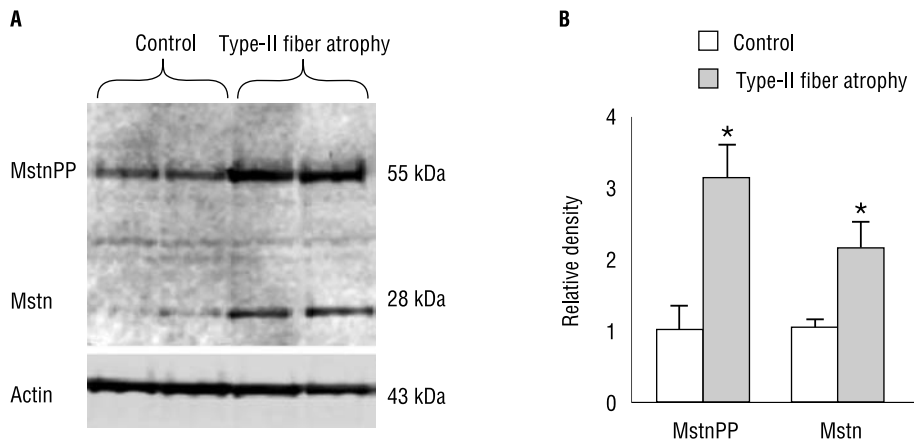 A
Control Type-II fiber atrophy
MstnPP 55 kDa
Mstn 28 kDa
Actin 43 kDa
B
Control
Type-II fiber atrophy
Relative density
4
3
2
1
0
* *
MstnPP Mstn